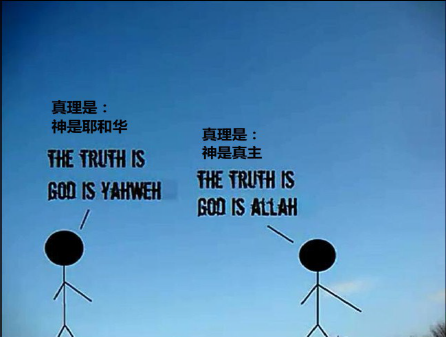 真理是：
神是耶和华
THE TRUTH IS
GOD IS YAHWEH
真理是：
神是真主
THE TRUTH IS
GOD IS ALLAH